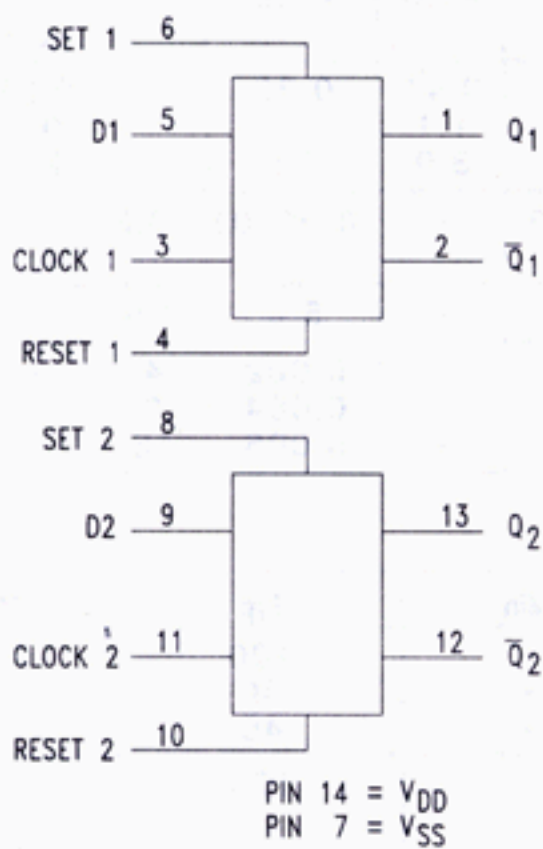 SET 1 6
D1 5 1 Q1
CLOCK 1 3 2 Q̅1
RESET 1 4
SET 2 8
D2 9 13 Q2
CLOCK 2 11 12 Q̅2
RESET 2 10
PIN 14 = VDD
PIN 7 = VSS